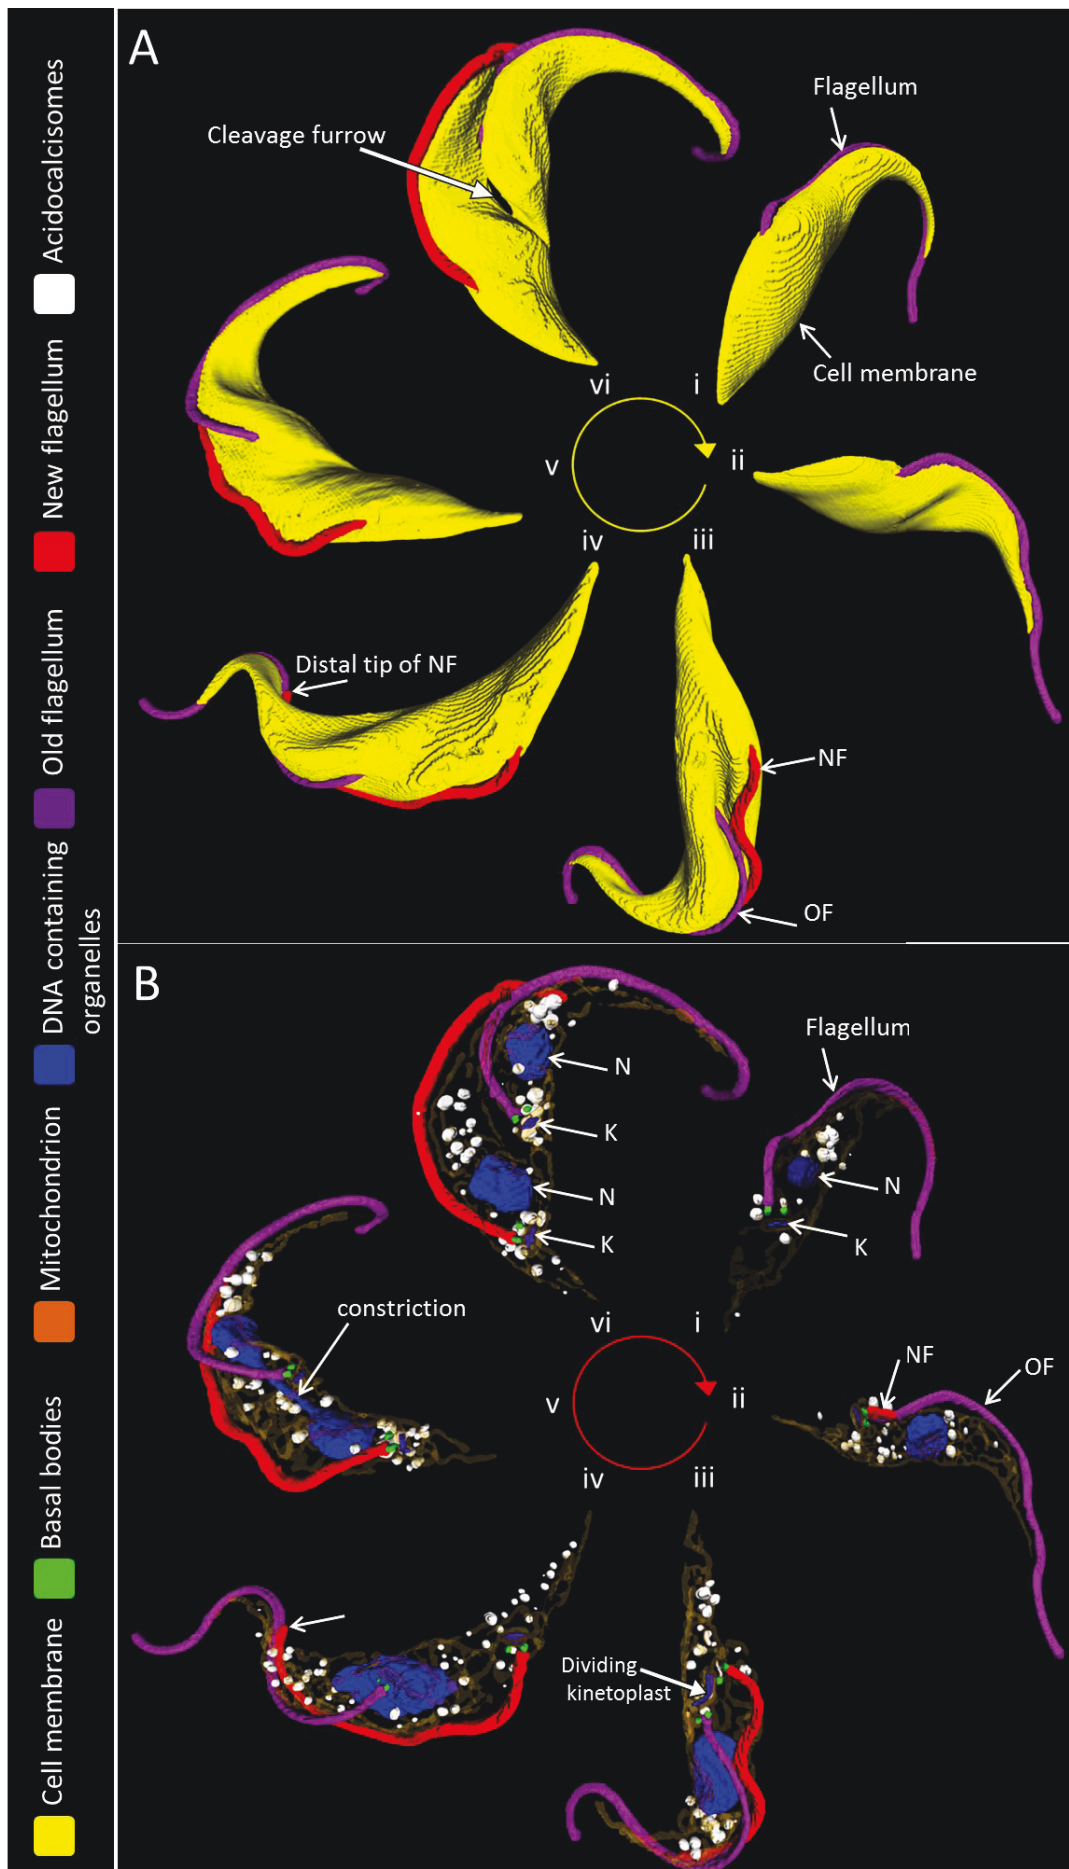 Acidocalcisomes
New flagellum
Old flagellum
DNA containing
organelles
Mitochondrion
Basal bodies
Cell membrane
A
Cleavage furrow
Flagellum
Cell membrane
vi
i
v
ii
iv
iii
Distal tip of NF
NF
OF
B
Flagellum
N
K
N
K
N
K
constriction
vi
i
NF
OF
v
ii
iv
iii
Dividing
kinetoplast